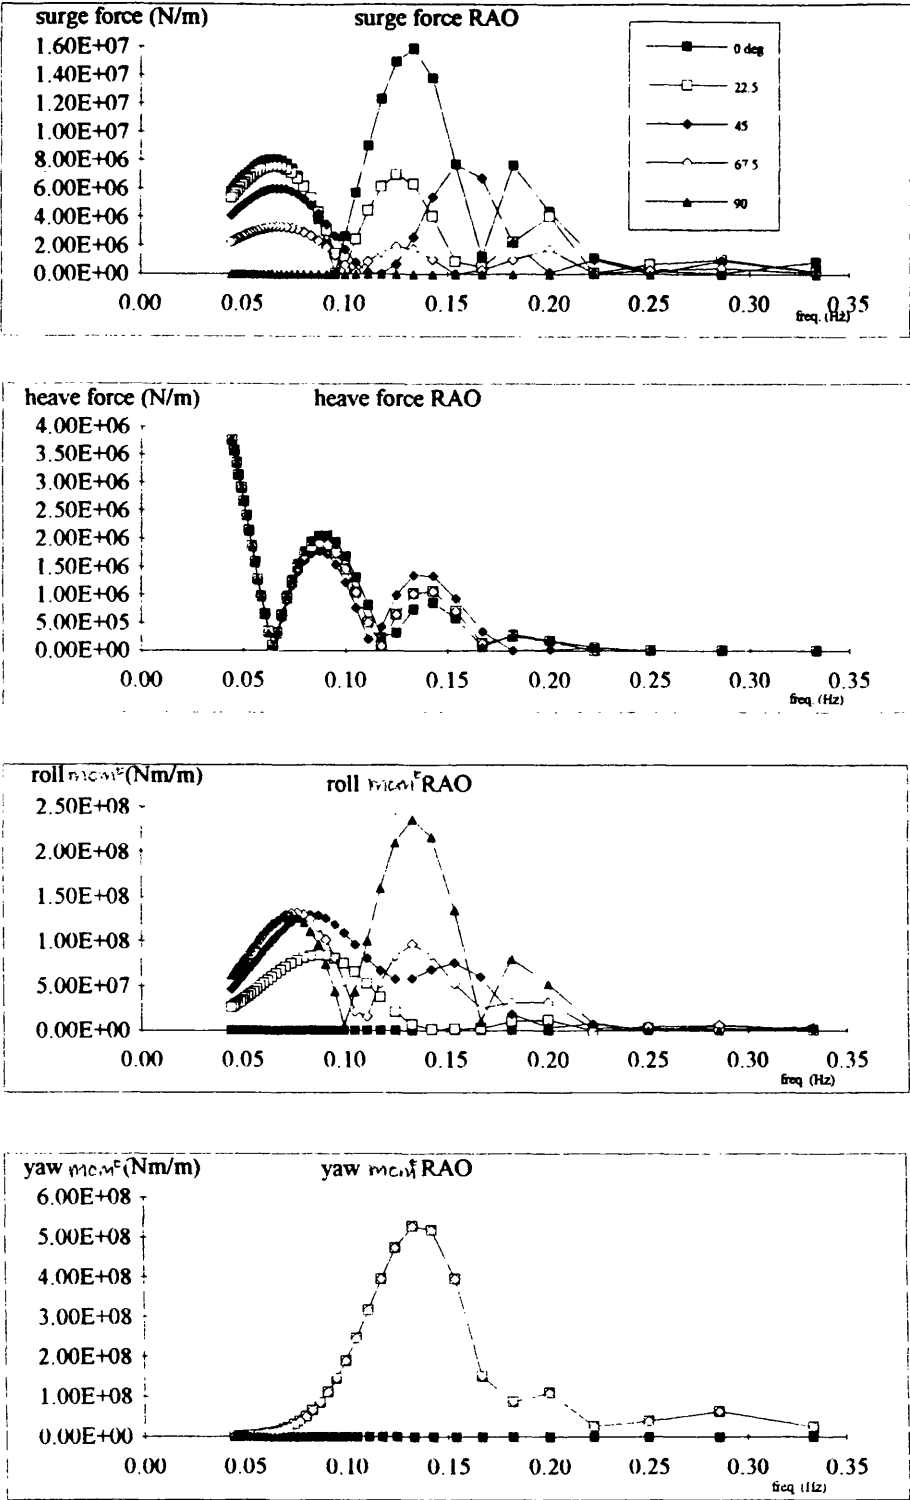 surge force (N/m) surge force RAO
1.60E+07
1.40E+07
1.20E+07
1.00E+07
8.00E+06
6.00E+06
4.00E+06
2.00E+06
0.00E+00
0.00 0.05 0.10 0.15 0.20 0.25 0.30 0.35
freq. (Hz)
0 deg
22.5
45
67.5
90
heave force (N/m) heave force RAO
4.00E+06
3.50E+06
3.00E+06
2.50E+06
2.00E+06
1.50E+06
1.00E+06
5.00E+05
0.00E+00
0.00 0.05 0.10 0.15 0.20 0.25 0.30 0.35
freq. (Hz)
roll momt (Nm/m) roll momt RAO
2.50E+08
2.00E+08
1.50E+08
1.00E+08
5.00E+07
0.00E+00
0.00 0.05 0.10 0.15 0.20 0.25 0.30 0.35
freq (Hz)
yaw momt (Nm/m) yaw momt RAO
6.00E+08
5.00E+08
4.00E+08
3.00E+08
2.00E+08
1.00E+08
0.00E+00
0.00 0.05 0.10 0.15 0.20 0.25 0.30 0.35
freq (Hz)